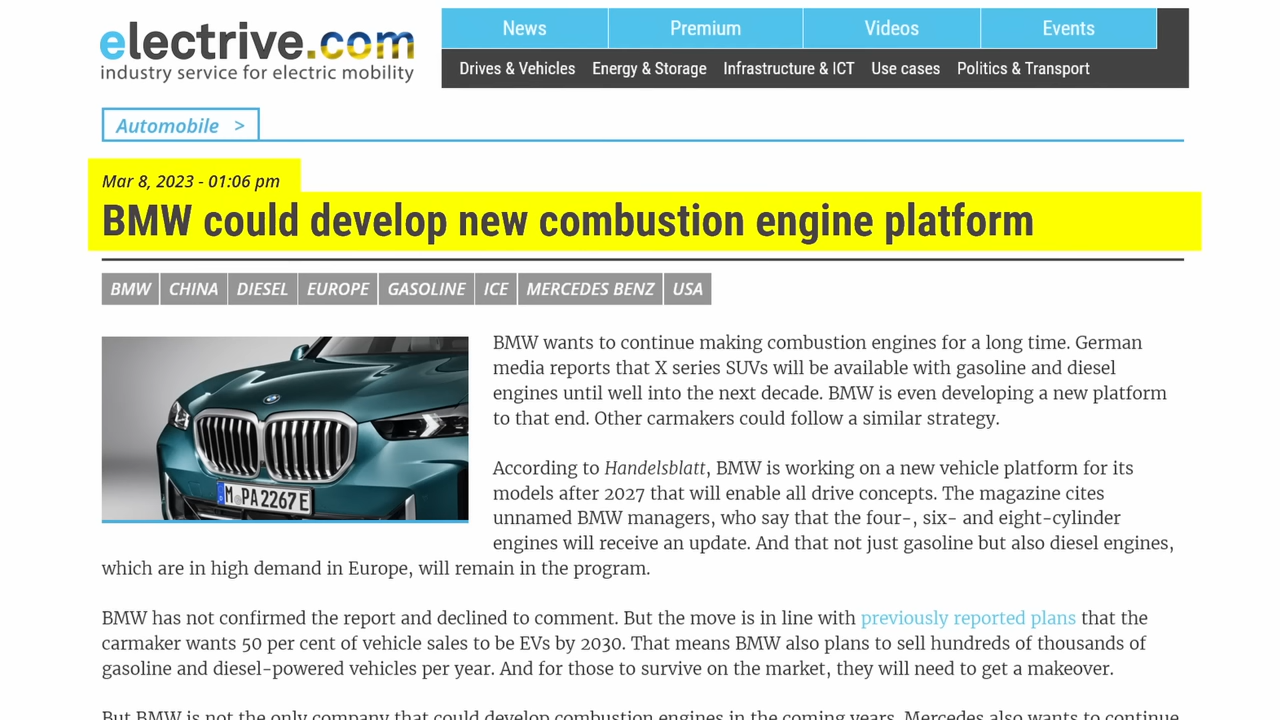 electrive.com
industry service for electric mobility
News Premium Videos Events
Drives & Vehicles Energy & Storage Infrastructure & ICT Use cases Politics & Transport
Automobile >
Mar 8, 2023 - 01:06 pm
BMW could develop new combustion engine platform
BMW CHINA DIESEL EUROPE GASOLINE ICE MERCEDES BENZ USA
BMW wants to continue making combustion engines for a long time. German
media reports that X series SUVs will be available with gasoline and diesel
engines until well into the next decade. BMW is even developing a new platform
to that end. Other carmakers could follow a similar strategy.
According to Handelsblatt, BMW is working on a new vehicle platform for its
models after 2027 that will enable all drive concepts. The magazine cites
unnamed BMW managers, who say that the four-, six- and eight-cylinder
engines will receive an update. And that not just gasoline but also diesel engines,
which are in high demand in Europe, will remain in the program.
M PA 2267 E
BMW has not confirmed the report and declined to comment. But the move is in line with previously reported plans that the
carmaker wants 50 per cent of vehicle sales to be EVs by 2030. That means BMW also plans to sell hundreds of thousands of
gasoline and diesel-powered vehicles per year. And for those to survive on the market, they will need to get a makeover.
But BMW is not the only company that could develop combustion engines in the coming years. Mercedes also wants to continue